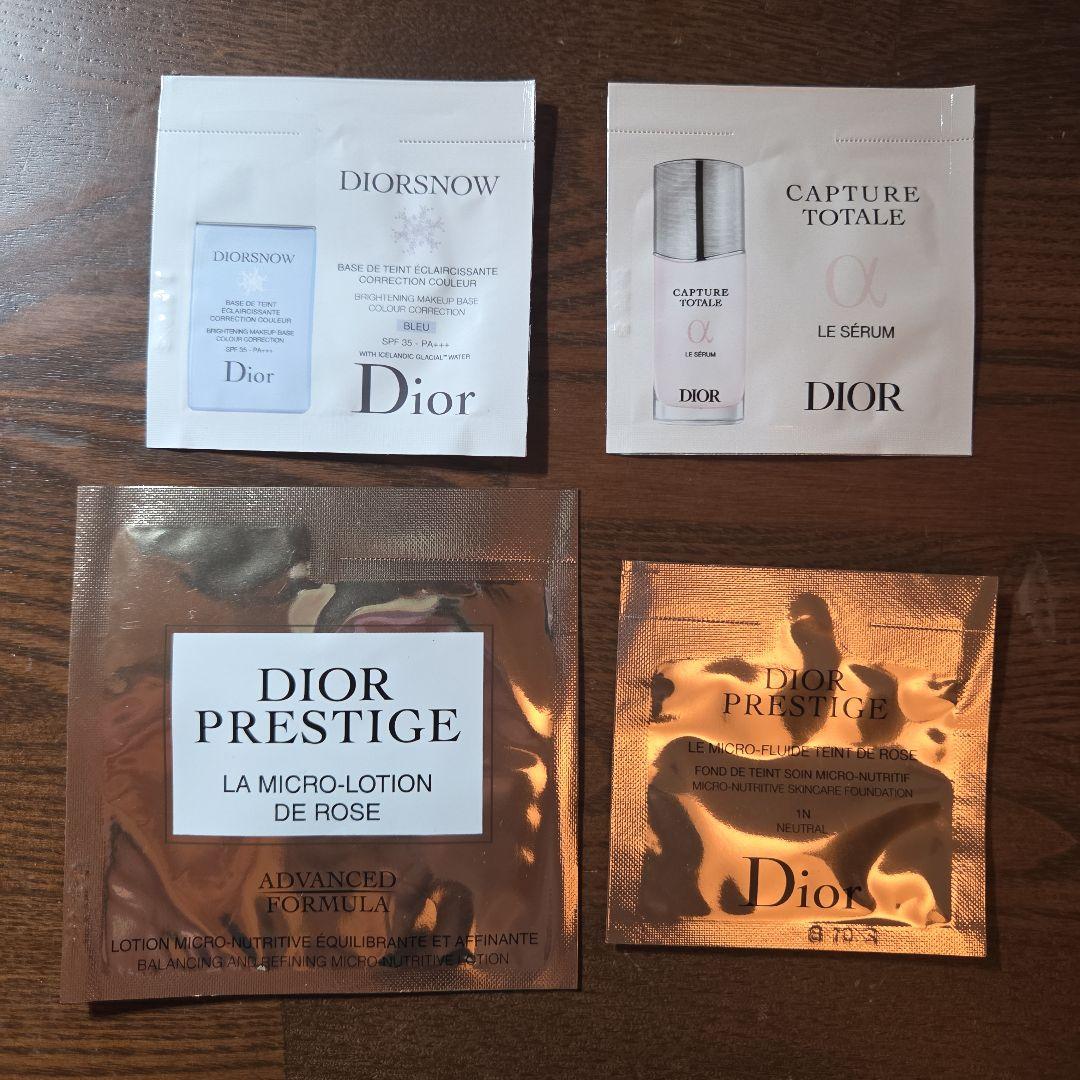 DIORSNOW
BASE DE TEINT ÉCLAIRCISSANTE
CORRECTION COULEUR
BRIGHTENING MAKEUP BASE
COLOUR CORRECTION
BLEU
SPF 35 - PA+++
WITH ICELANDIC GLACIAL™ WATER
Dior
DIORSNOW
BASE DE TEINT
ÉCLAIRCISSANTE
CORRECTION COULEUR
BRIGHTENING MAKEUP BASE
COLOUR CORRECTION
SPF 35 - PA+++
Dior
CAPTURE
TOTALE
α
LE SÉRUM
DIOR
CAPTURE
TOTALE
α
LE SÉRUM
DIOR
DIOR
PRESTIGE
LA MICRO-LOTION
DE ROSE
ADVANCED
FORMULA
LOTION MICRO-NUTRITIVE ÉQUILIBRANTE ET AFFINANTE
BALANCING AND REFINING MICRO-NUTRITIVE LOTION
DIOR
PRESTIGE
LE MICRO-FLUIDE TEINT DE ROSE
FOND DE TEINT SOIN MICRO-NUTRITIF
MICRO-NUTRITIVE SKINCARE FOUNDATION
1N
NEUTRAL
Dior